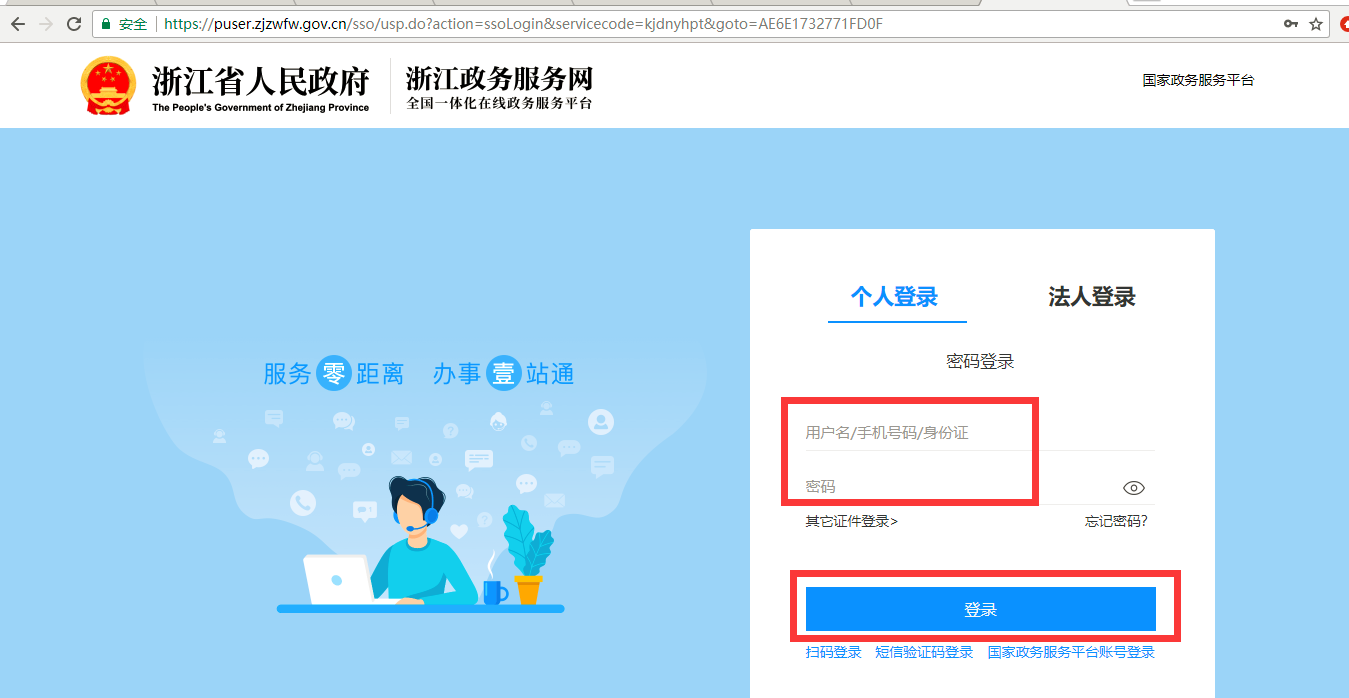 安全 https://puser.zjzwfw.gov.cn/sso/usp.do?action=ssoLogin&servicecode=kjdnyhpt&goto=AE6E1732771FD0F
浙江省人民政府
The People's Government of Zhejiang Province
浙江政务服务网
全国一体化在线政务服务平台
国家政务服务平台
服务零距离 办事壹站通
个人登录 法人登录
密码登录
用户名/手机号码/身份证
密码
其它证件登录> 忘记密码?
登录
扫码登录 短信验证码登录 国家政务服务平台账号登录